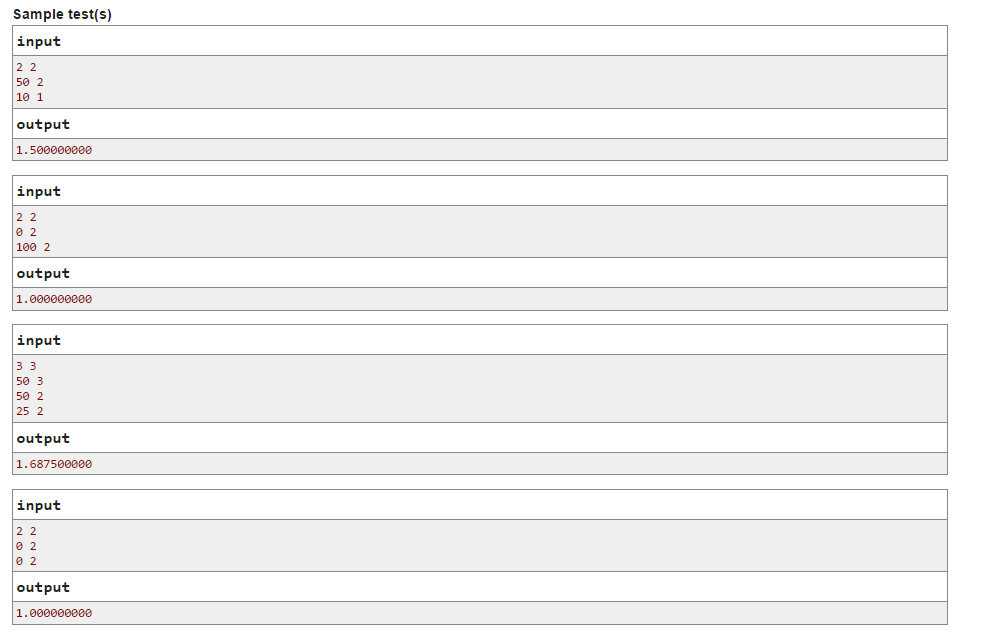 Sample test(s)
input
2 2
50 2
10 1
output
1.500000000
input
2 2
0 2
100 2
output
1.000000000
input
3 3
50 3
50 2
25 2
output
1.687500000
input
2 2
0 2
0 2
output
1.000000000